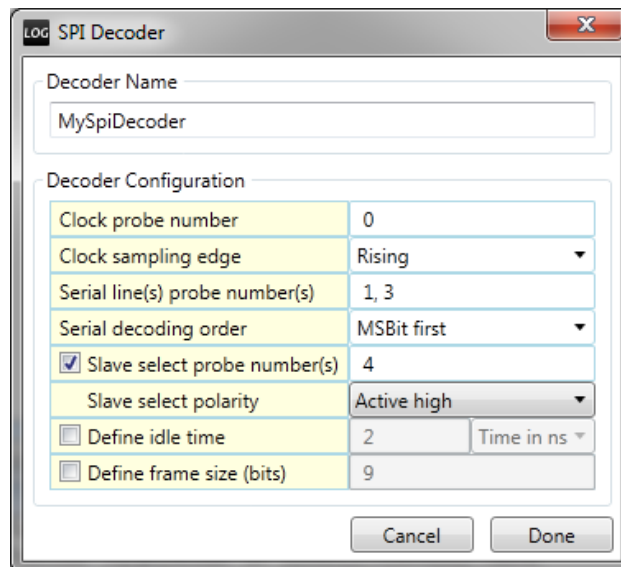 LOG SPI Decoder
Decoder Name
MySpiDecoder
Decoder Configuration
Clock probe number 0
Clock sampling edge Rising
Serial line(s) probe number(s) 1, 3
Serial decoding order MSBit first
Slave select probe number(s) 4
Slave select polarity Active high
Define idle time 2 Time in ns
Define frame size (bits) 9
Cancel Done